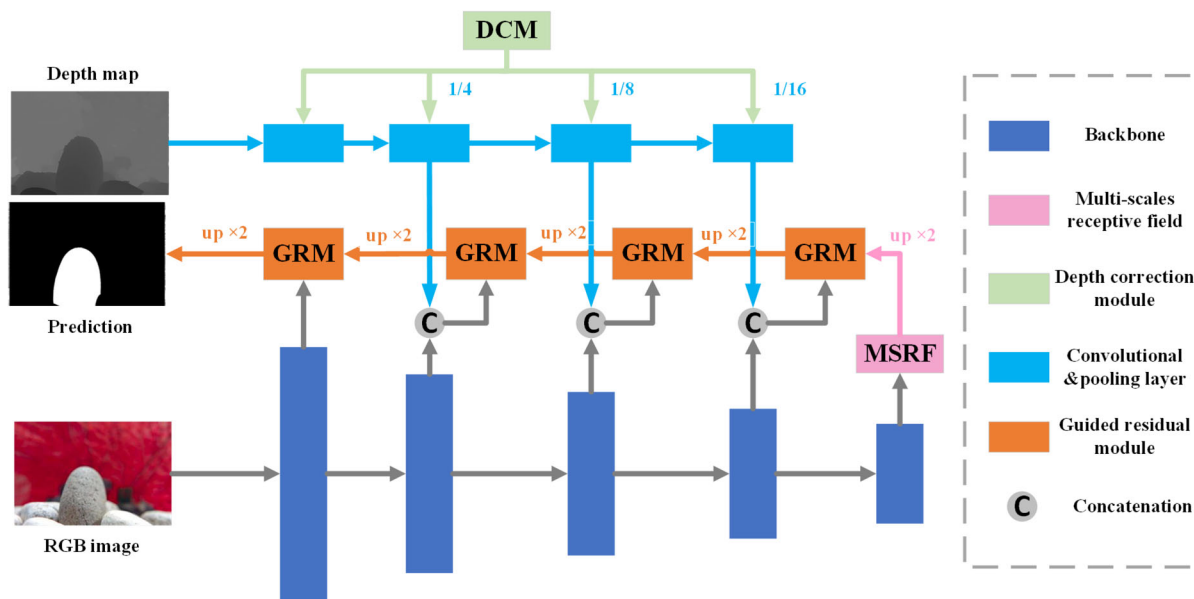 DCM
Depth map
1/4
1/8
1/16
Backbone
Multi-scales
receptive field
up ×2
up ×2
up ×2
up ×2
up ×2
GRM
GRM
GRM
GRM
Depth correction
module
Prediction
C
C
C
MSRF
Convolutional
&pooling layer
Guided residual
module
C
Concatenation
RGB image